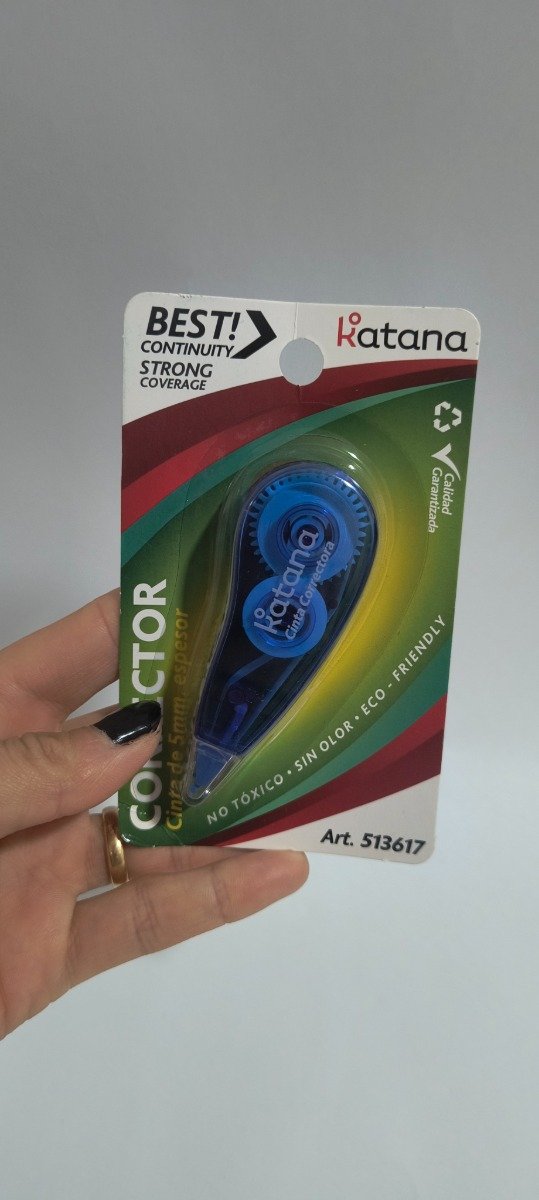 BEST!
CONTINUITY
STRONG
COVERAGE
katana
Calidad
Garantizada
katana
Cinta Correctora
CORRECTOR
Cinta de 5mm. espesor
NO TÓXICO • SIN OLOR • ECO - FRIENDLY
Art. 513617